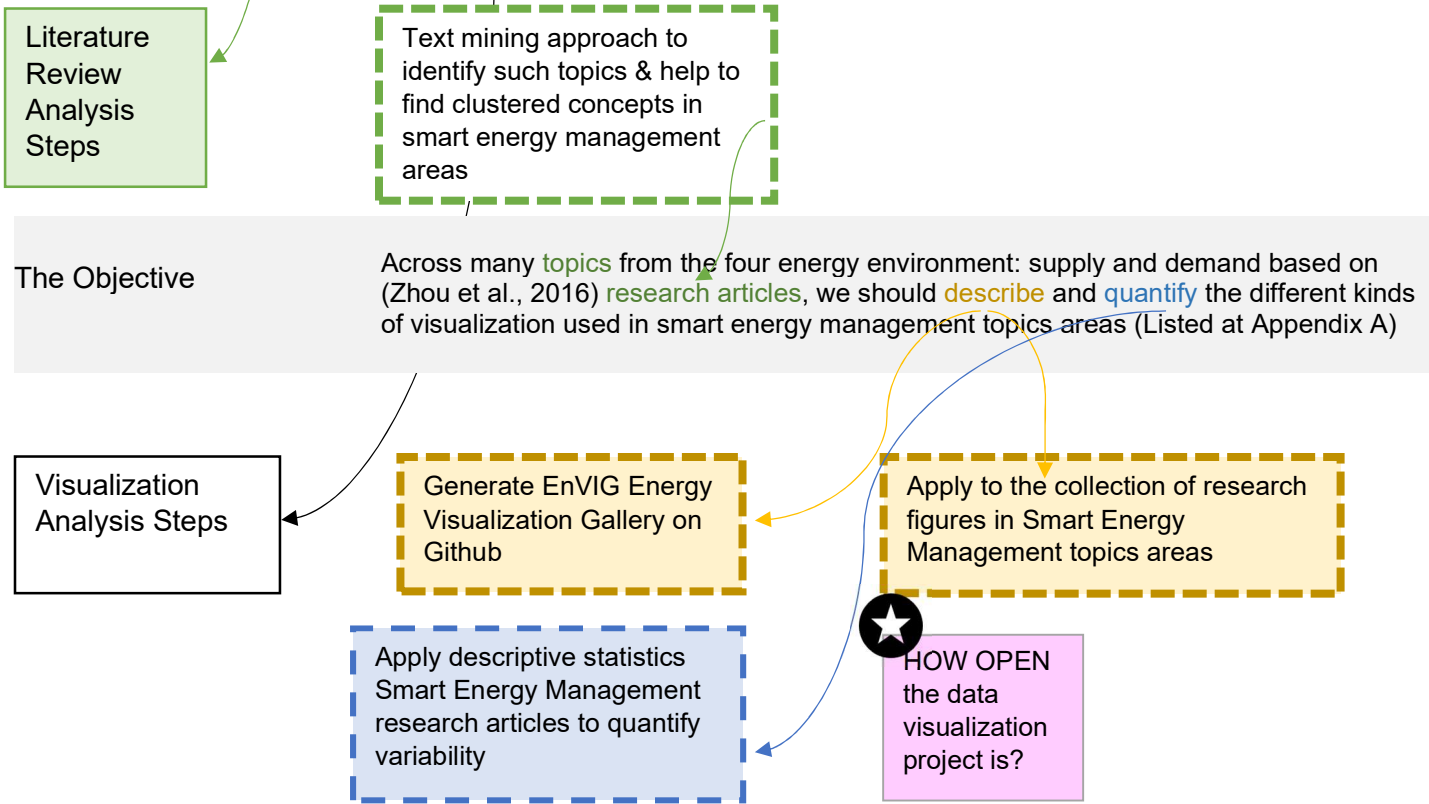 Literature
Review
Analysis
Steps
Text mining approach to
identify such topics & help to
find clustered concepts in
smart energy management
areas
The Objective
Across many topics from the four energy environment: supply and demand based on
(Zhou et al., 2016) research articles, we should describe and quantify the different kinds
of visualization used in smart energy management topics areas (Listed at Appendix A)
Visualization
Analysis Steps
Generate EnVIG Energy
Visualization Gallery on
Github
Apply to the collection of research
figures in Smart Energy
Management topics areas
Apply descriptive statistics
Smart Energy Management
research articles to quantify
variability
HOW OPEN
the data
visualization
project is?